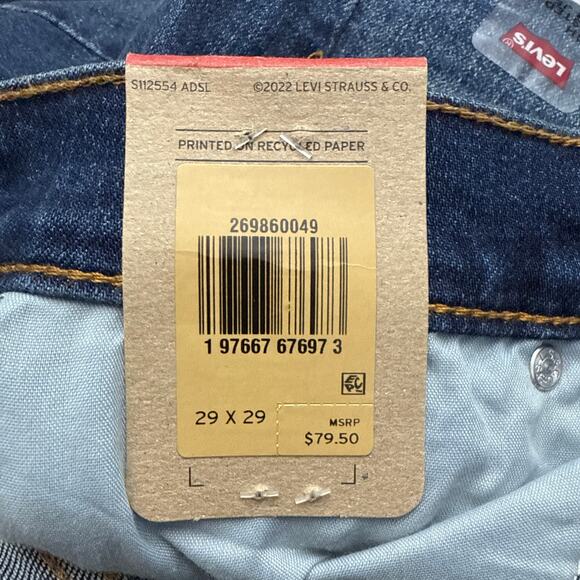 Levi's
S112554 ADSL ©2022 LEVI STRAUSS & CO.
PRINTED ON RECYCLED PAPER
269860049
1 97667 67697 3
29 X 29
MSRP
$79.50